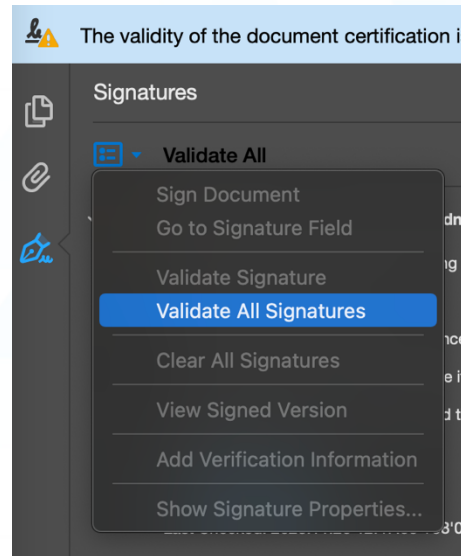 The validity of the document certification i
Signatures
Validate All
Sign Document
Go to Signature Field
Validate Signature
Validate All Signatures
Clear All Signatures
View Signed Version
Add Verification Information
Show Signature Properties...